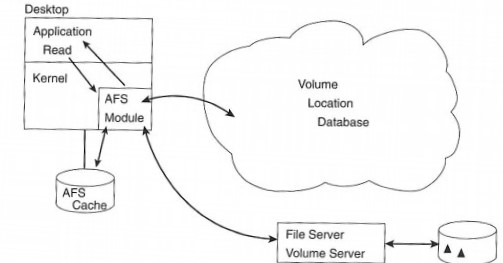 Desktop
Application
Read
Kernel
AFS
Module
AFS
Cache
Volume
Location
Database
File Server
Volume Server